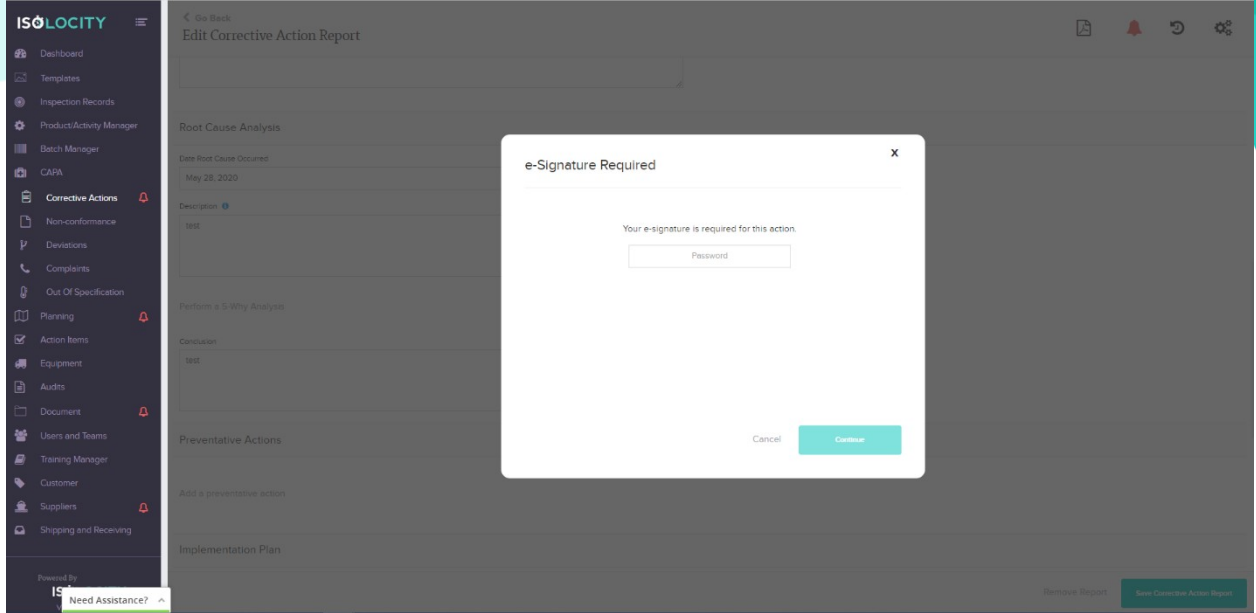 ISOLOCITY
Dashboard
Templates
Inspection Records
Product/Activity Manager
Batch Manager
CAPA
Corrective Actions
Non-conformance
Deviations
Complaints
Out Of Specification
Planning
Action Items
Equipment
Audits
Document
Users and Teams
Training Manager
Customer
Suppliers
Shipping and Receiving
Powered By
Need Assistance?
Go Back
Edit Corrective Action Report
Root Cause Analysis
Date Root Cause Occurred
May 28, 2020
Description
test
Perform a 5-Why Analysis
Conclusion
test
Preventative Actions
Add a preventative action
Implementation Plan
Remove Report
Save Corrective Action Report
e-Signature Required
X
Your e-signature is required for this action.
Password
Cancel
Continue